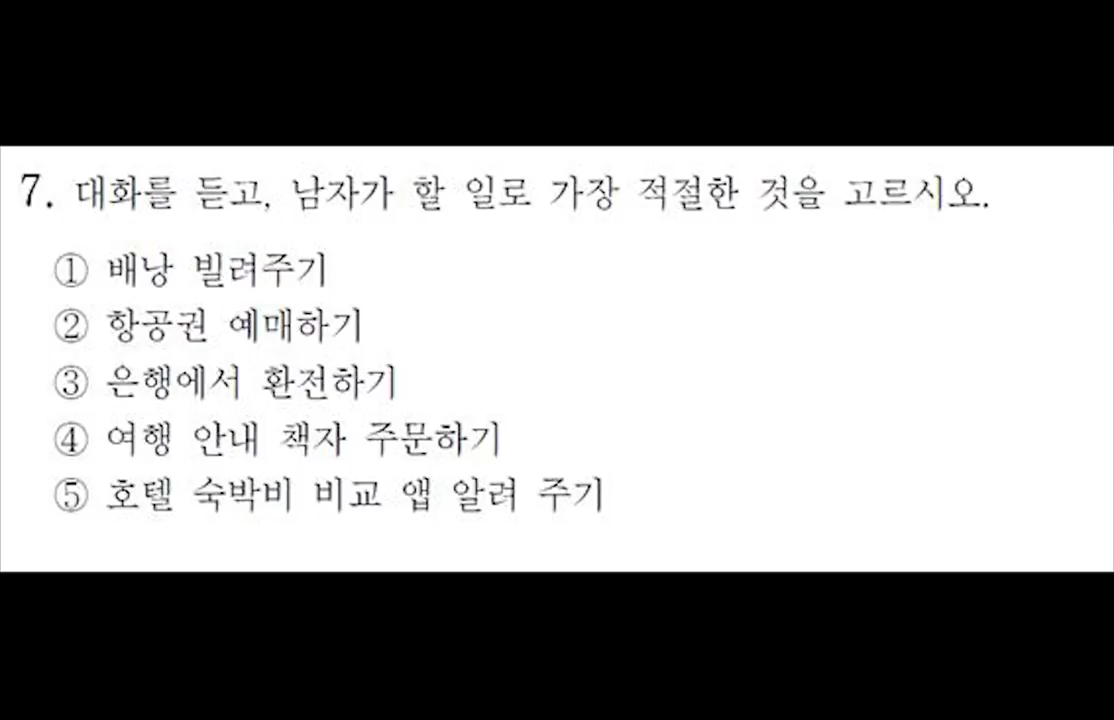 7. 대화를 듣고, 남자가 할 일로 가장 적절한 것을 고르시오.
① 배낭 빌려주기
② 항공권 예매하기
③ 은행에서 환전하기
④ 여행 안내 책자 주문하기
⑤ 호텔 숙박비 비교 앱 알려 주기